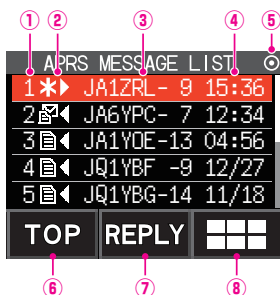 ① ② ③ ④ ⑤
APRS MESSAGE LIST
1 JA1ZRL- 9 15:36
2 JA6YPC- 7 12:34
3 JA1YOE-13 04:56
4 JQ1YBF -9 12/27
5 JQ1YBG-14 11/18
TOP REPLY
⑥ ⑦ ⑧